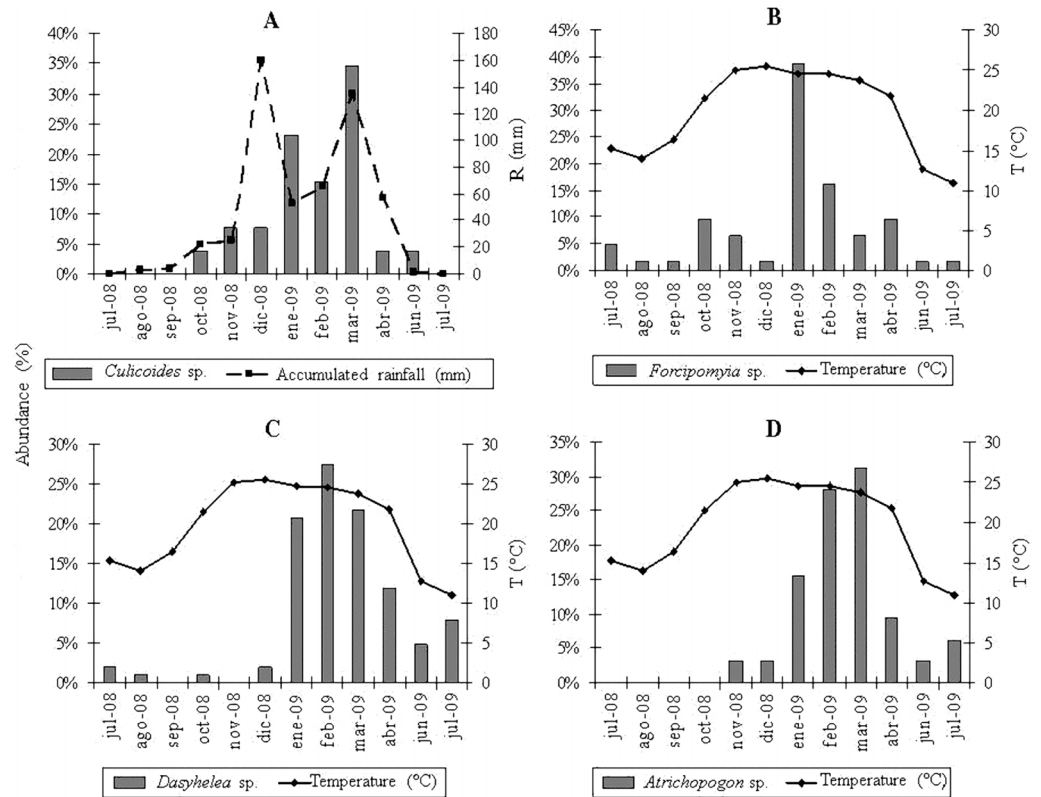 A
40%
35%
30%
25%
20%
15%
10%
5%
0%
180
160
140
120
100
80
60
40
20
0
R (mm)
jul-08
ago-08
sep-08
oct-08
nov-08
dic-08
ene-09
feb-09
mar-09
abr-09
jun-09
jul-09
Culicoides sp.
Accumulated rainfall (mm)
B
45%
40%
35%
30%
25%
20%
15%
10%
5%
0%
30
25
20
15
10
5
0
T (°C)
jul-08
ago-08
sep-08
oct-08
nov-08
dic-08
ene-09
feb-09
mar-09
abr-09
jun-09
jul-09
Forcipomyia sp.
Temperature (°C)
Abundance (%)
C
30%
25%
20%
15%
10%
5%
0%
30
25
20
15
10
5
0
T (°C)
jul-08
ago-08
sep-08
oct-08
nov-08
dic-08
ene-09
feb-09
mar-09
abr-09
jun-09
jul-09
Dasyhelea sp.
Temperature (°C)
D
35%
30%
25%
20%
15%
10%
5%
0%
30
25
20
15
10
5
0
T (°C)
jul-08
ago-08
sep-08
oct-08
nov-08
dic-08
ene-09
feb-09
mar-09
abr-09
jun-09
jul-09
Atrichopogon sp.
Temperature (°C)